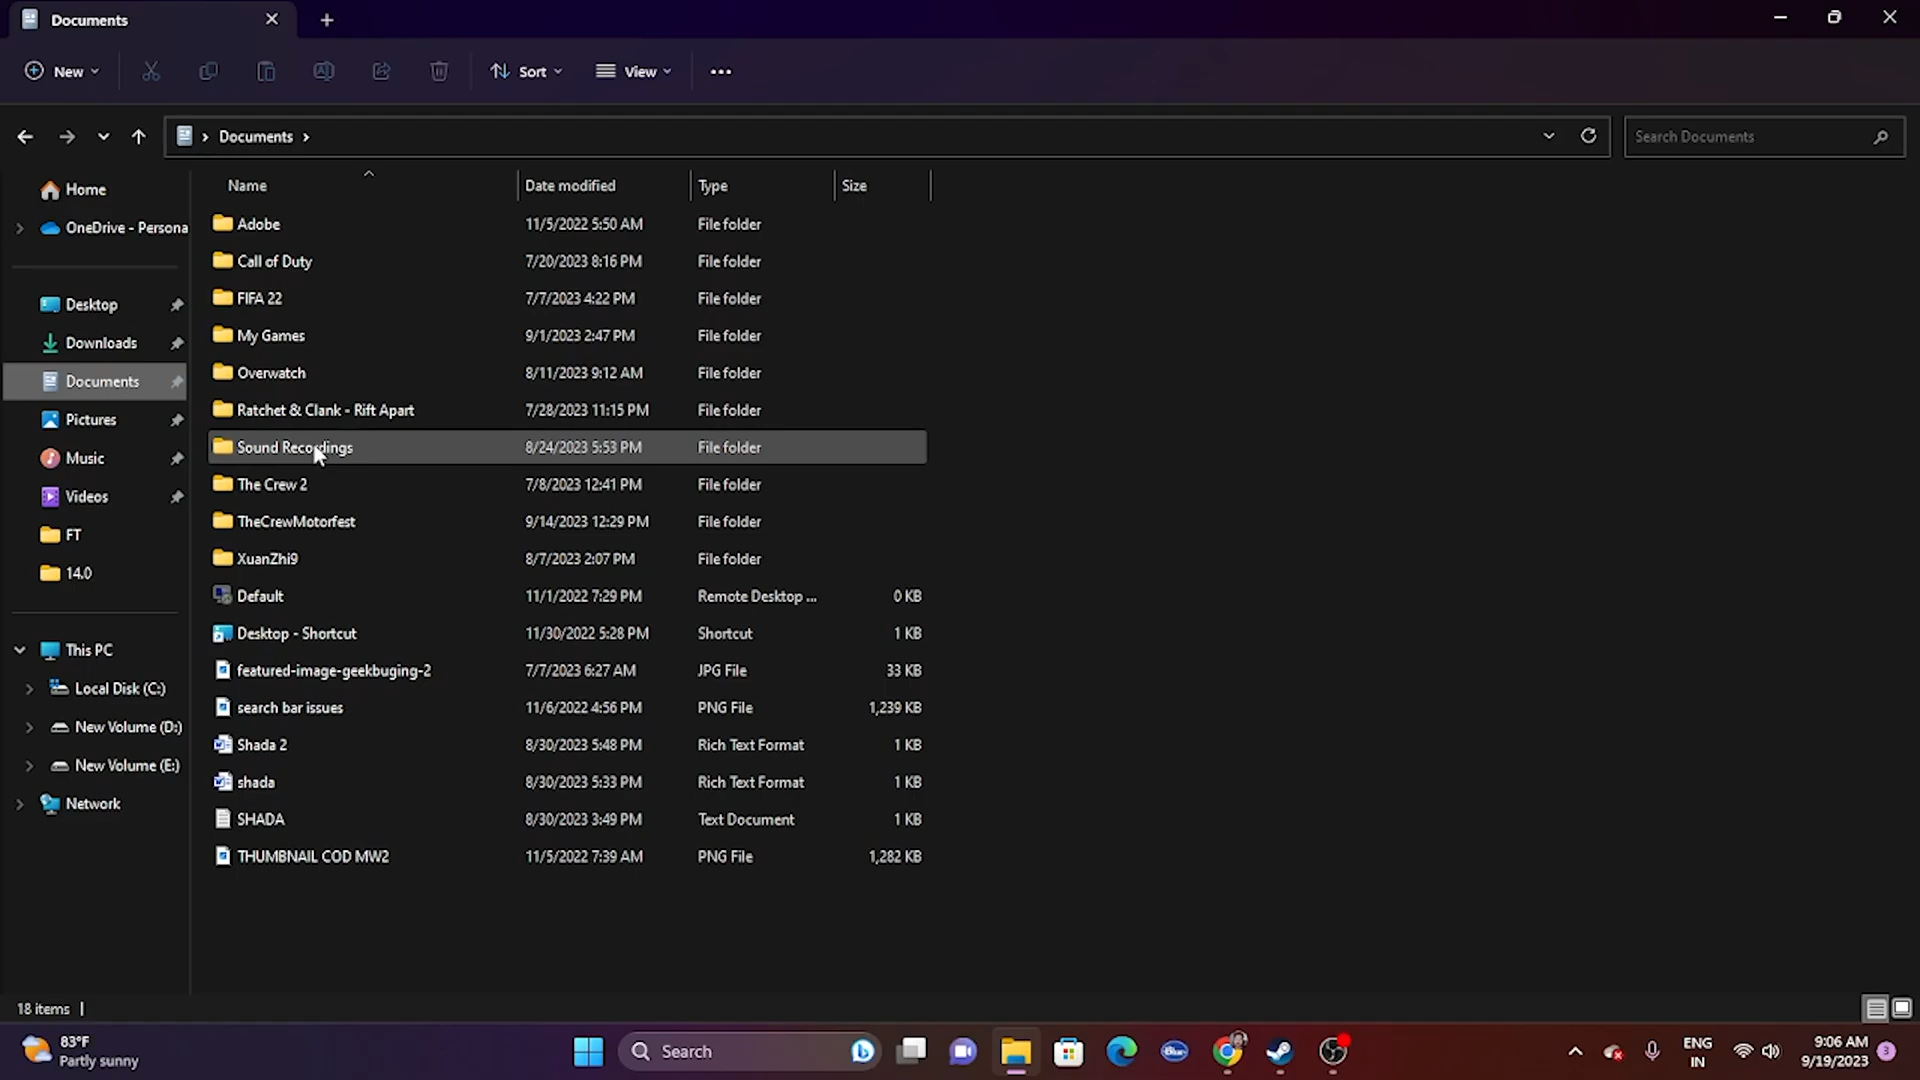 Documents
New
Sort
View
Documents
Search Documents
Home
OneDrive - Persona
Desktop
Downloads
Documents
Pictures
Music
Videos
FT
14.0
This PC
Local Disk (C:)
New Volume (D:)
New Volume (E:)
Network
Name Date modified Type Size
Adobe 11/5/2022 5:50 AM File folder
Call of Duty 7/20/2023 8:16 PM File folder
FIFA 22 7/7/2023 4:22 PM File folder
My Games 9/1/2023 2:47 PM File folder
Overwatch 8/11/2023 9:12 AM File folder
Ratchet & Clank - Rift Apart 7/28/2023 11:15 PM File folder
Sound Recordings 8/24/2023 5:53 PM File folder
The Crew 2 7/8/2023 12:41 PM File folder
TheCrewMotorfest 9/14/2023 12:29 PM File folder
XuanZhi9 8/7/2023 2:07 PM File folder
Default 11/1/2022 7:29 PM Remote Desktop ... 0 KB
Desktop - Shortcut 11/30/2022 5:28 PM Shortcut 1 KB
featured-image-geekbuging-2 7/7/2023 6:27 AM JPG File 33 KB
search bar issues 11/6/2022 4:56 PM PNG File 1,239 KB
Shada 2 8/30/2023 5:48 PM Rich Text Format 1 KB
shada 8/30/2023 5:33 PM Rich Text Format 1 KB
SHADA 8/30/2023 3:49 PM Text Document 1 KB
THUMBNAIL COD MW2 11/5/2022 7:39 AM PNG File 1,282 KB
18 items
83°F
Partly sunny
Search
ENG
IN
9:06 AM
9/19/2023
3